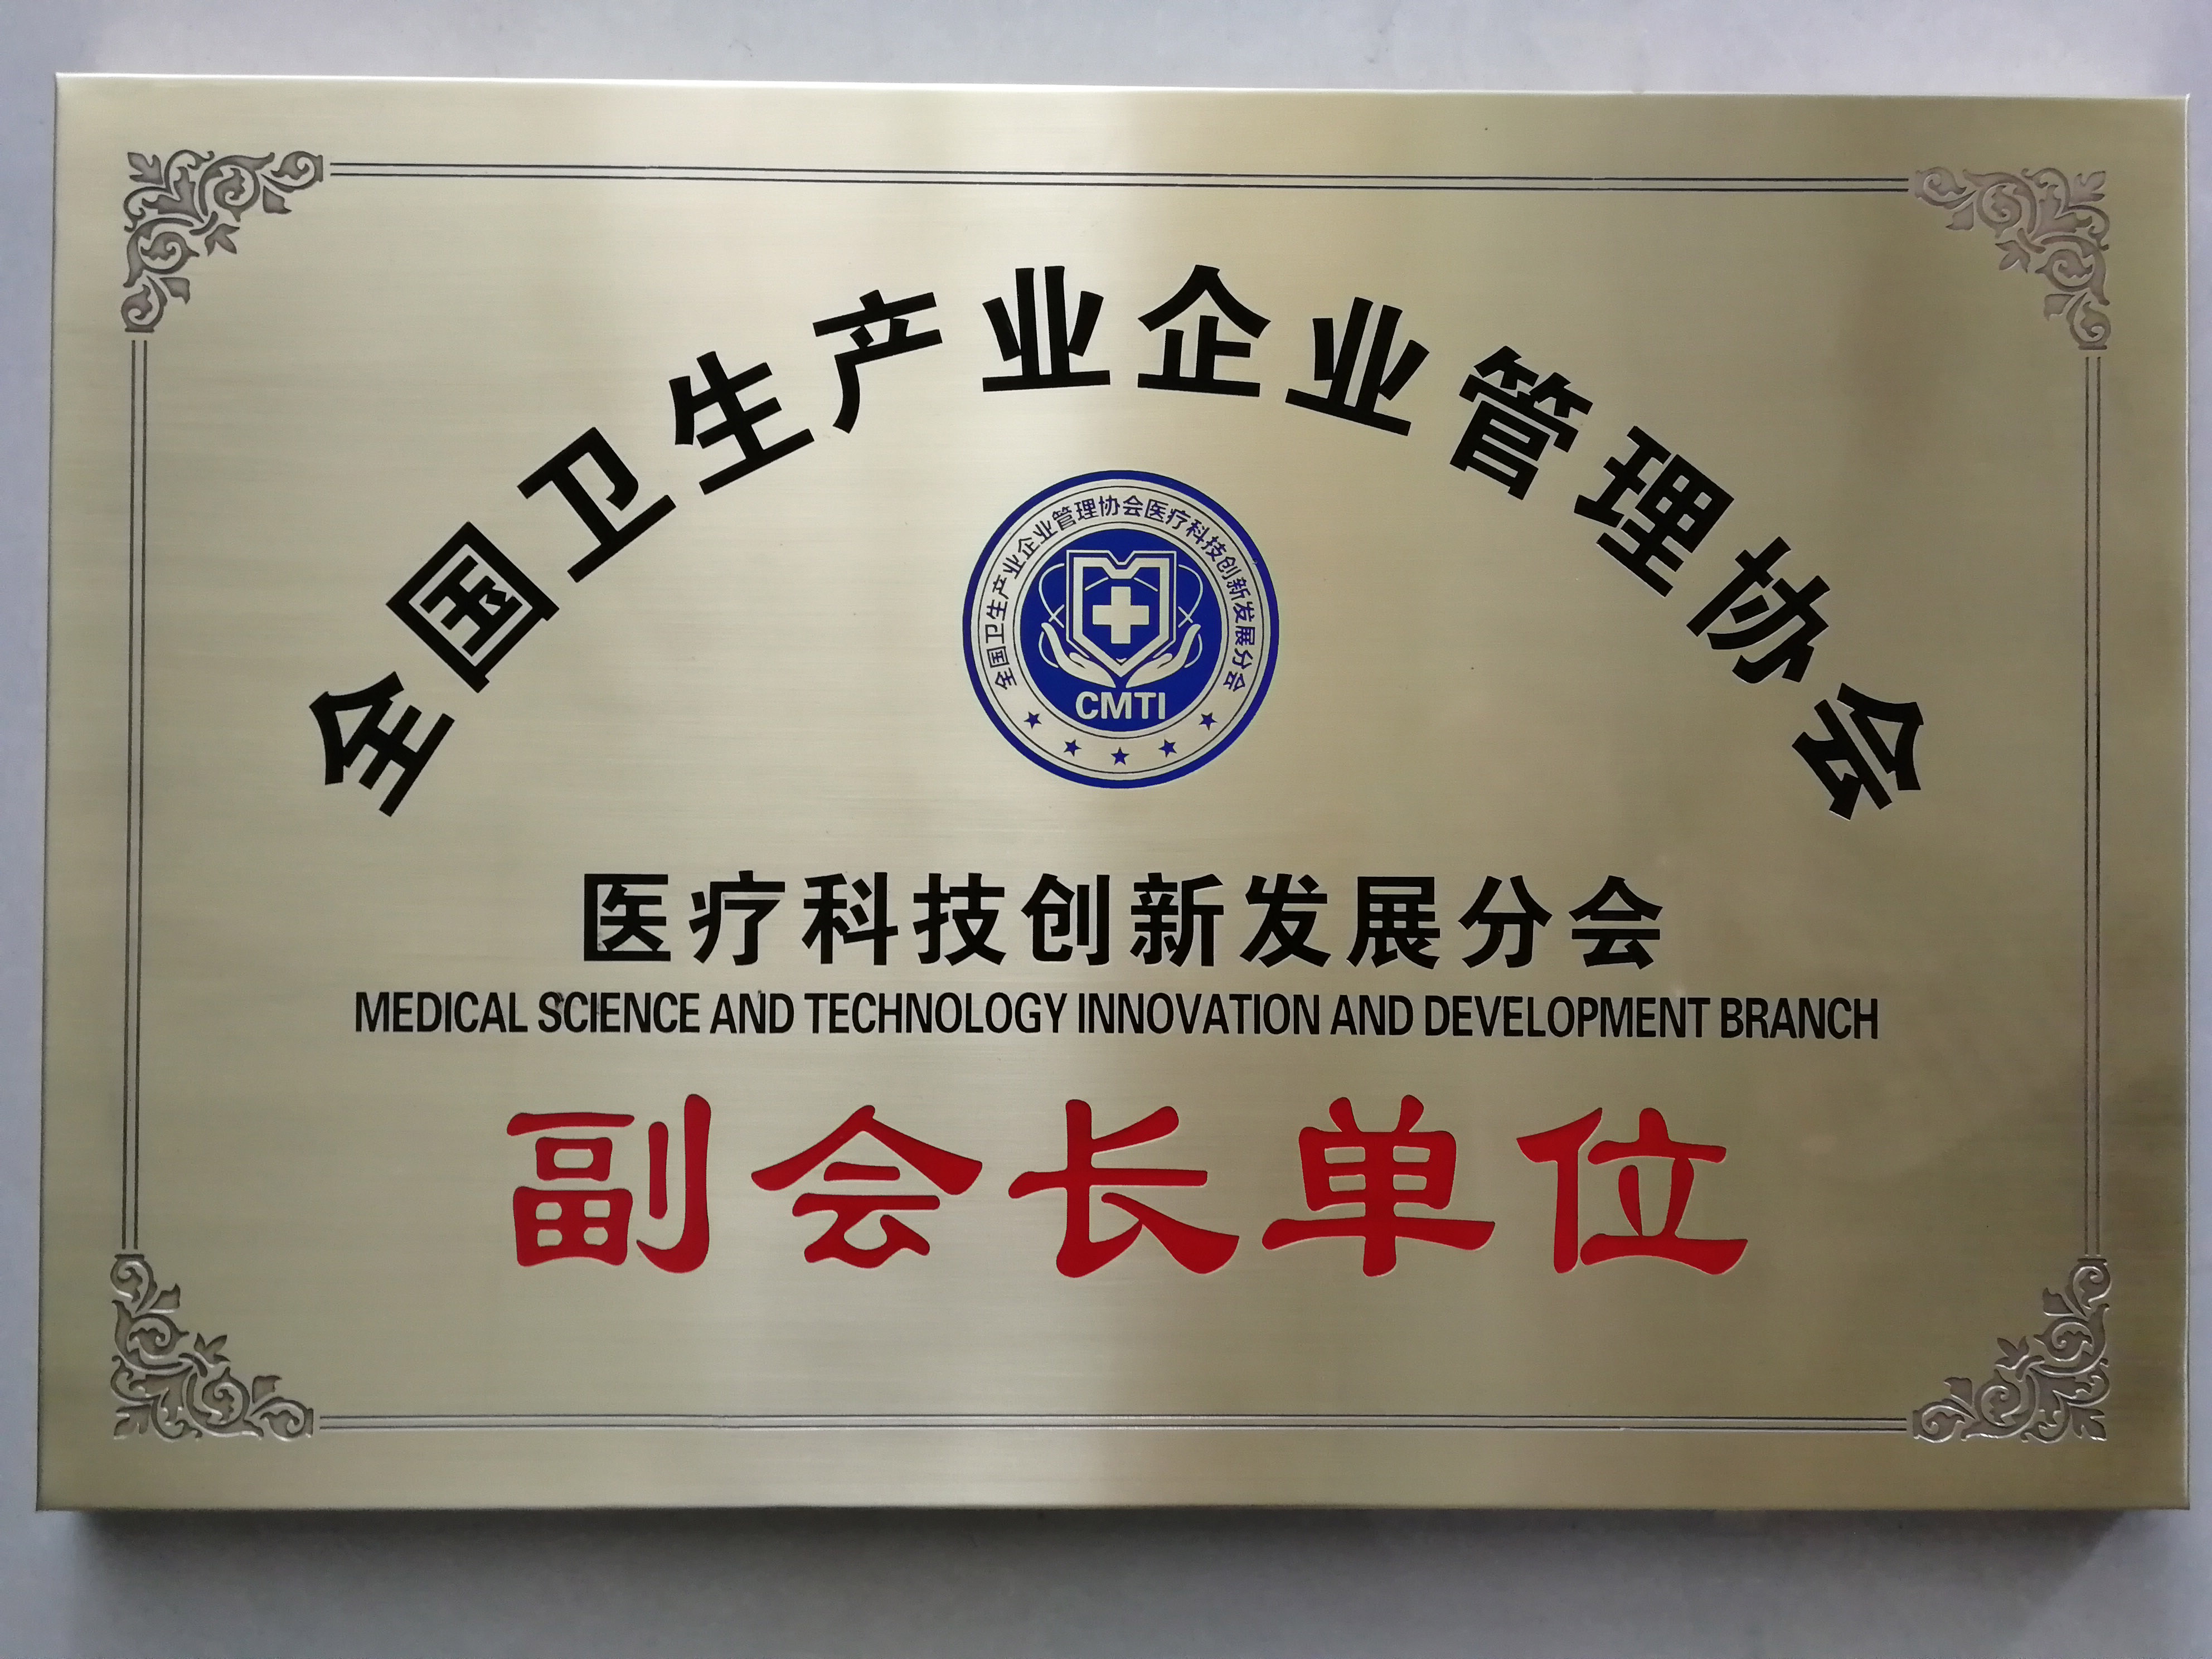 全国卫生产业企业管理协会
全国卫生产业企业管理协会医疗科技创新发展分会
CMTI
医疗科技创新发展分会
MEDICAL SCIENCE AND TECHNOLOGY INNOVATION AND DEVELOPMENT BRANCH
副会长单位